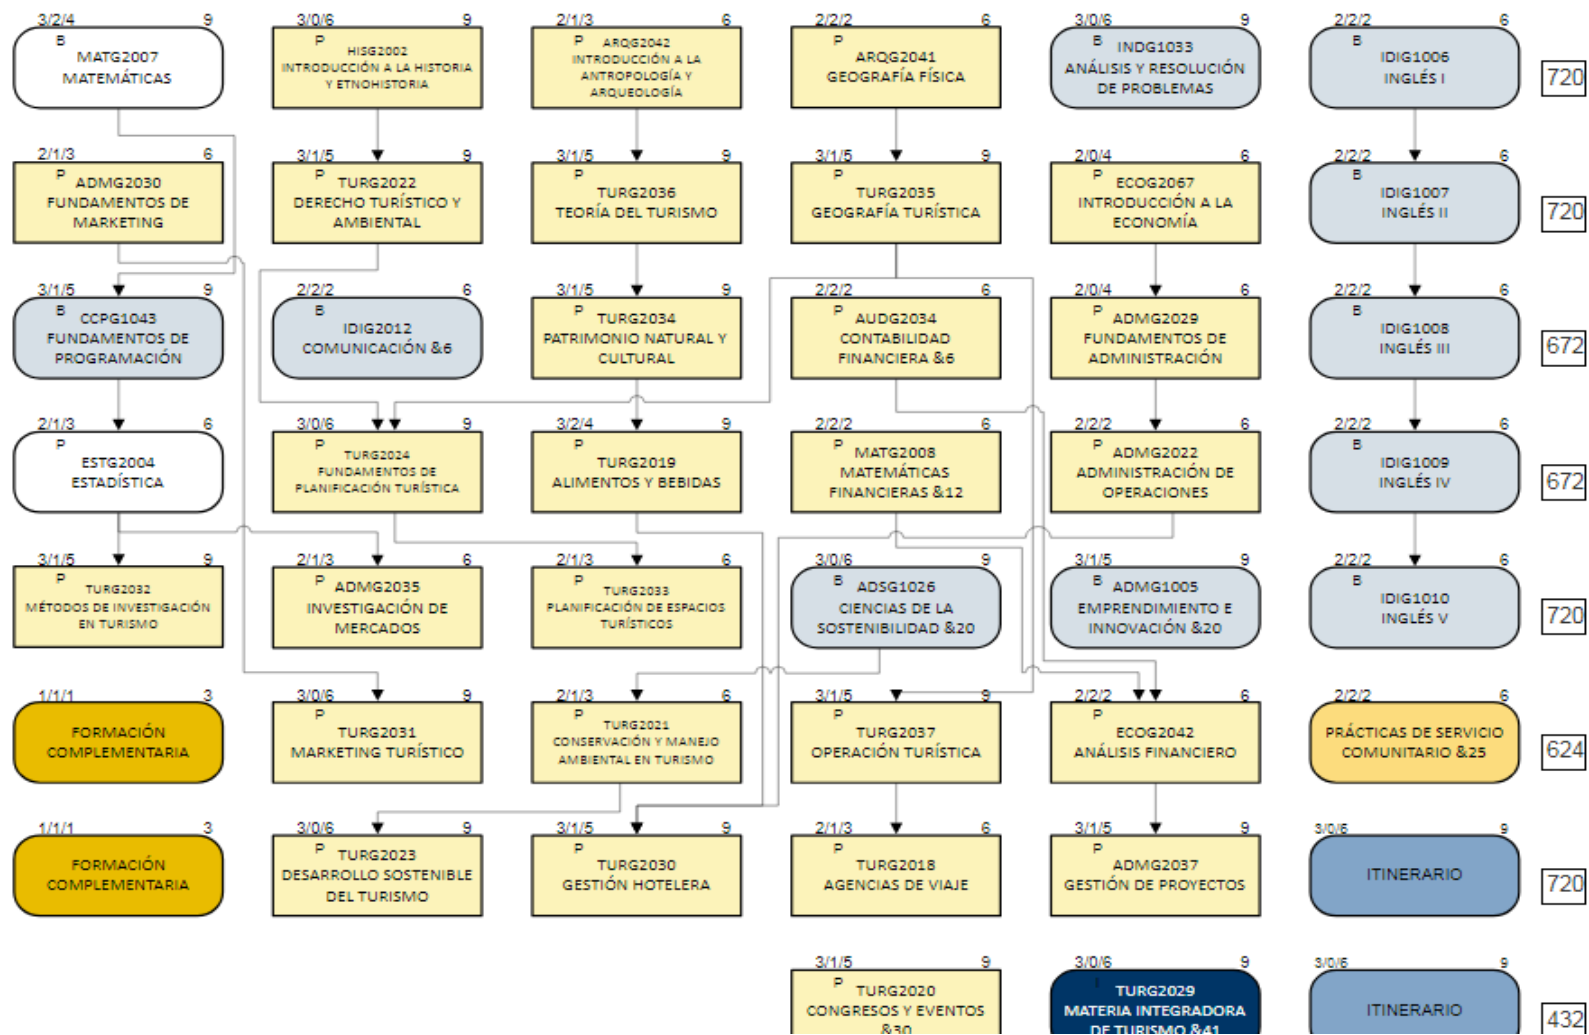 3/2/4 9 3/0/6 9 2/1/3 6 2/2/2 6 3/0/6 9 2/2/2 6
B
MATG2007
MATEMÁTICAS
P
HISG2002
INTRODUCCIÓN A LA HISTORIA
Y ETNOHISTORIA
P
ARQG2042
INTRODUCCIÓN A LA
ANTROPOLOGÍA Y
ARQUEOLOGÍA
P
ARQG2041
GEOGRAFÍA FÍSICA
B
INDG1033
ANÁLISIS Y RESOLUCIÓN
DE PROBLEMAS
B
IDIG1006
INGLÉS I
720
2/1/3 6 3/1/5 9 3/1/5 9 3/1/5 9 2/0/4 6 2/2/2 6
P
ADMG2030
FUNDAMENTOS DE
MARKETING
P
TURG2022
DERECHO TURÍSTICO Y
AMBIENTAL
P
TURG2036
TEORÍA DEL TURISMO
P
TURG2035
GEOGRAFÍA TURÍSTICA
P
ECOG2067
INTRODUCCIÓN A LA
ECONOMÍA
B
IDIG1007
INGLÉS II
720
3/1/5 9 2/2/2 6 3/1/5 9 2/2/2 6 2/0/4 6 2/2/2 6
B
CCPG1043
FUNDAMENTOS DE
PROGRAMACIÓN
B
IDIG2012
COMUNICACIÓN &6
P
TURG2034
PATRIMONIO NATURAL Y
CULTURAL
P
AUDG2034
CONTABILIDAD
FINANCIERA &6
P
ADMG2029
FUNDAMENTOS DE
ADMINISTRACIÓN
B
IDIG1008
INGLÉS III
672
2/1/3 6 3/0/6 9 3/2/4 9 2/2/2 6 2/2/2 6 2/2/2 6
P
ESTG2004
ESTADÍSTICA
P
TURG2024
FUNDAMENTOS DE
PLANIFICACIÓN TURÍSTICA
P
TURG2019
ALIMENTOS Y BEBIDAS
P
MATG2008
MATEMÁTICAS
FINANCIERAS &12
P
ADMG2022
ADMINISTRACIÓN DE
OPERACIONES
B
IDIG1009
INGLÉS IV
672
3/1/5 9 2/1/3 6 2/1/3 6 3/0/6 9 3/1/5 9 2/2/2 6
P
TURG2032
MÉTODOS DE INVESTIGACIÓN
EN TURISMO
P
ADMG2035
INVESTIGACIÓN DE
MERCADOS
P
TURG2033
PLANIFICACIÓN DE ESPACIOS
TURÍSTICOS
B
ADSG1026
CIENCIAS DE LA
SOSTENIBILIDAD &20
B
ADMG1005
EMPRENDIMIENTO E
INNOVACIÓN &20
B
IDIG1010
INGLÉS V
720
1/1/1 3 3/0/6 9 2/1/3 6 3/1/5 9 2/2/2 6 2/2/2 6
FORMACIÓN
COMPLEMENTARIA
P
TURG2031
MARKETING TURÍSTICO
P
TURG2021
CONSERVACIÓN Y MANEJO
AMBIENTAL EN TURISMO
P
TURG2037
OPERACIÓN TURÍSTICA
P
ECOG2042
ANÁLISIS FINANCIERO
PRÁCTICAS DE SERVICIO
COMUNITARIO &25
624
1/1/1 3 3/0/6 9 3/1/5 9 2/1/3 6 3/1/5 9 3/0/6 9
FORMACIÓN
COMPLEMENTARIA
P
TURG2023
DESARROLLO SOSTENIBLE
DEL TURISMO
P
TURG2030
GESTIÓN HOTELERA
P
TURG2018
AGENCIAS DE VIAJE
P
ADMG2037
GESTIÓN DE PROYECTOS
ITINERARIO
720
3/1/5 9 3/0/6 9 3/0/6 9
P
TURG2020
CONGRESOS Y EVENTOS
&30
TURG2029
MATERIA INTEGRADORA
DE TURISMO &41
ITINERARIO
432